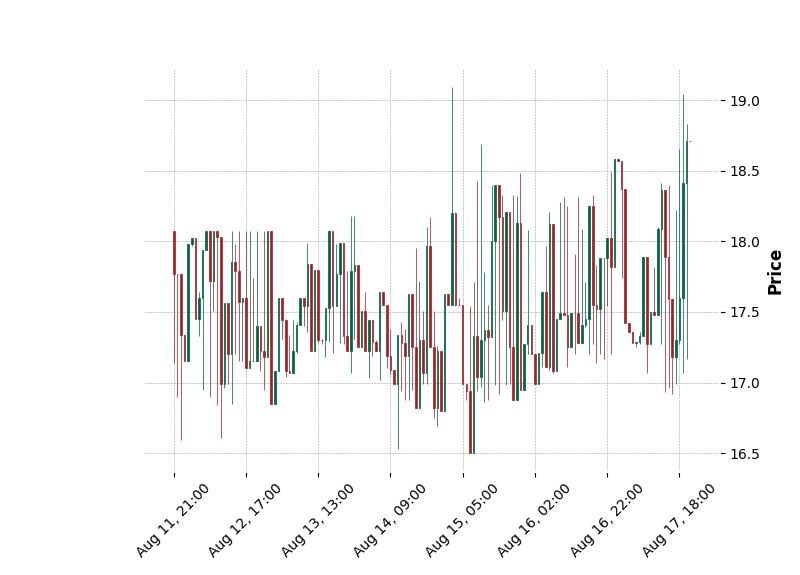 19.0
18.5
18.0
17.5
17.0
16.5
Price
Aug 11, 21:00
Aug 12, 17:00
Aug 13, 13:00
Aug 14, 09:00
Aug 15, 05:00
Aug 16, 02:00
Aug 16, 22:00
Aug 17, 18:00